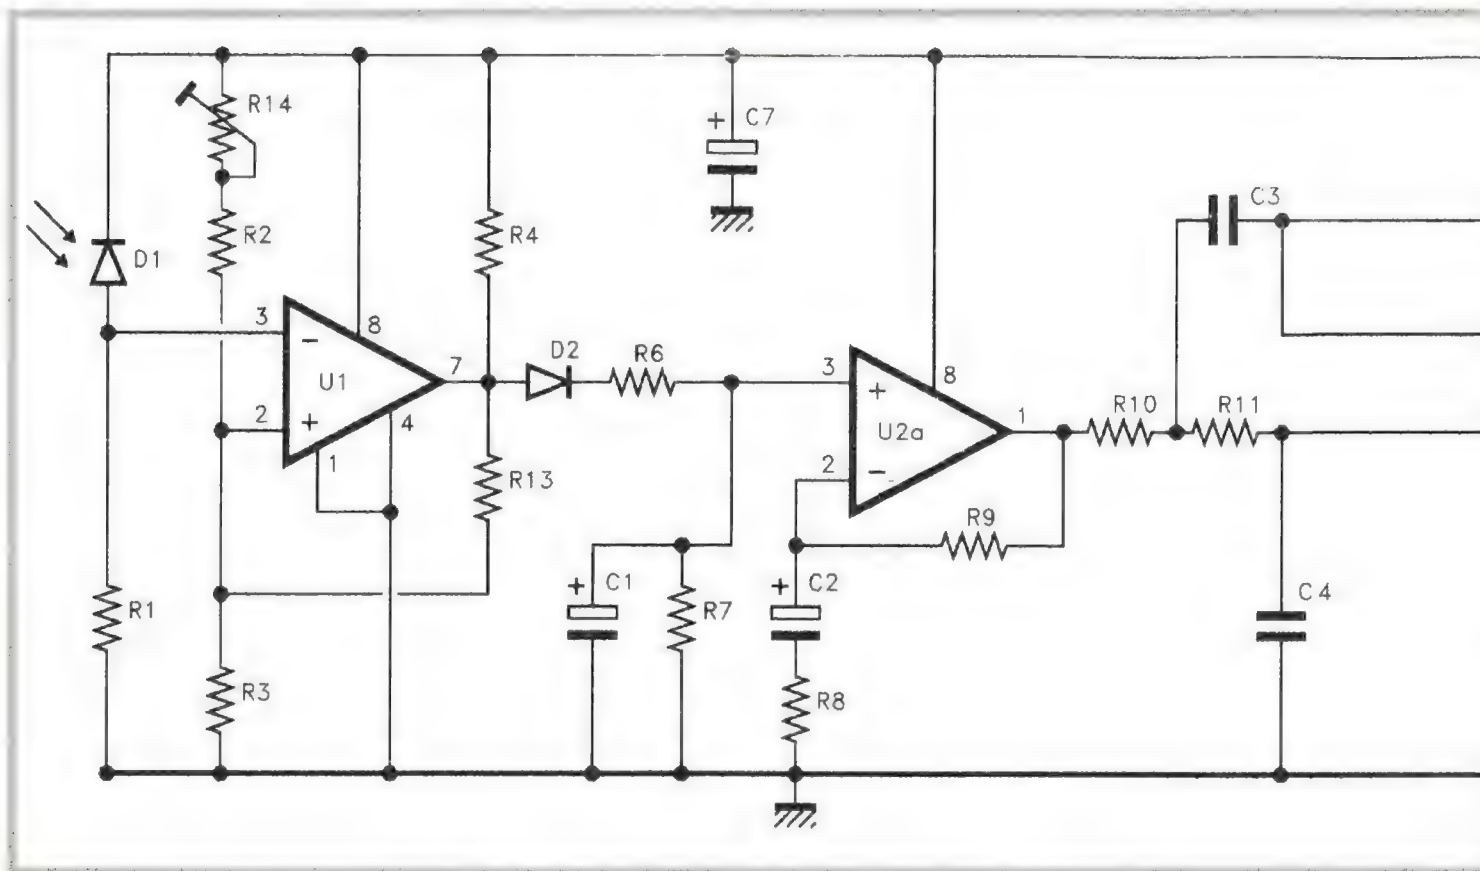 R14
+ C7
C3
R2
R4
D1
3 8
- 
U1 7 D2 R6
2 + 4
1
3 8
+
U2a 1 R10 R11
2 -
R13
R9
R1
+ C1
R7
+ C2
C4
R3
R8